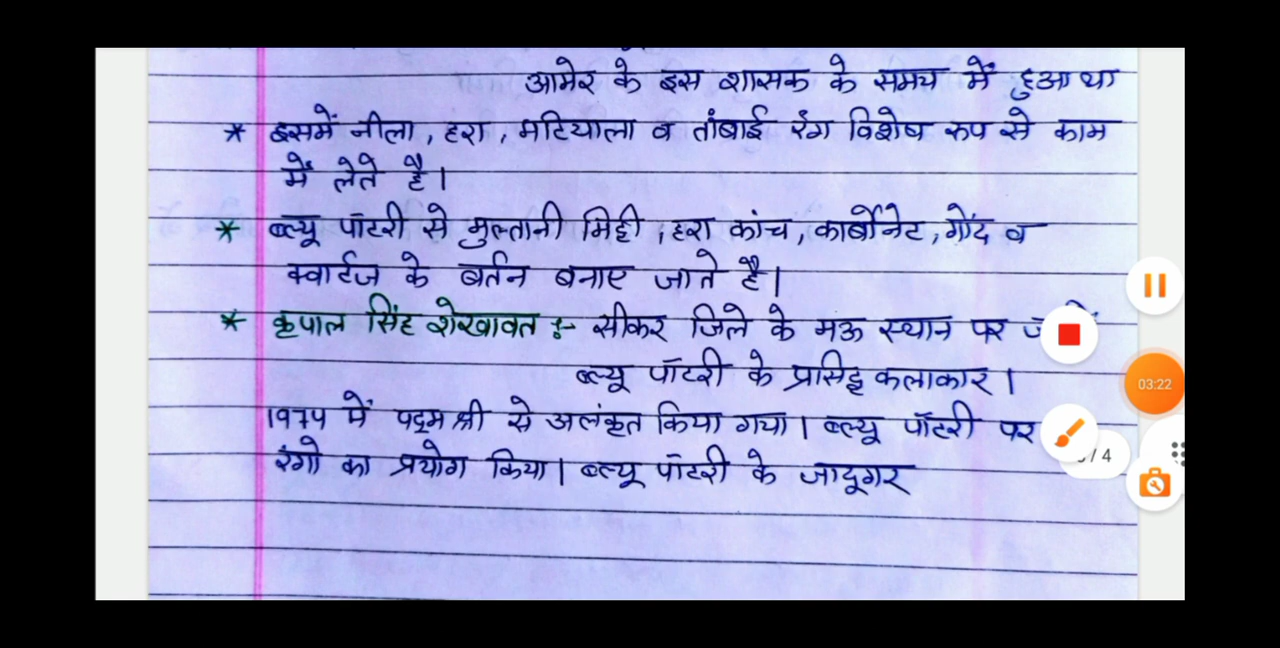 आमेर के इस शासक के समय में हुआ था
* इसमें नीला, हरा, मटियाला व तांबाई रंग विशेष रुप से काम
में लेते है।
* ब्ल्यू पॉटरी से मुल्तानी मिट्टी, हरा कांच, कार्बोनेट, गोंद व
क्वार्टज के बर्तन बनाए जाते है।
* कृपाल सिंह शेखावत :- सीकर जिले के मऊ स्थान पर
ब्ल्यू पॉटरी के प्रसिद्ध कलाकार।
1974 में पद्मश्री से अलंकृत किया गया। ब्ल्यू पॉटरी पर
रंगो का प्रयोग किया। ब्ल्यू पॉटरी के जादूगर
03:22
/ 4